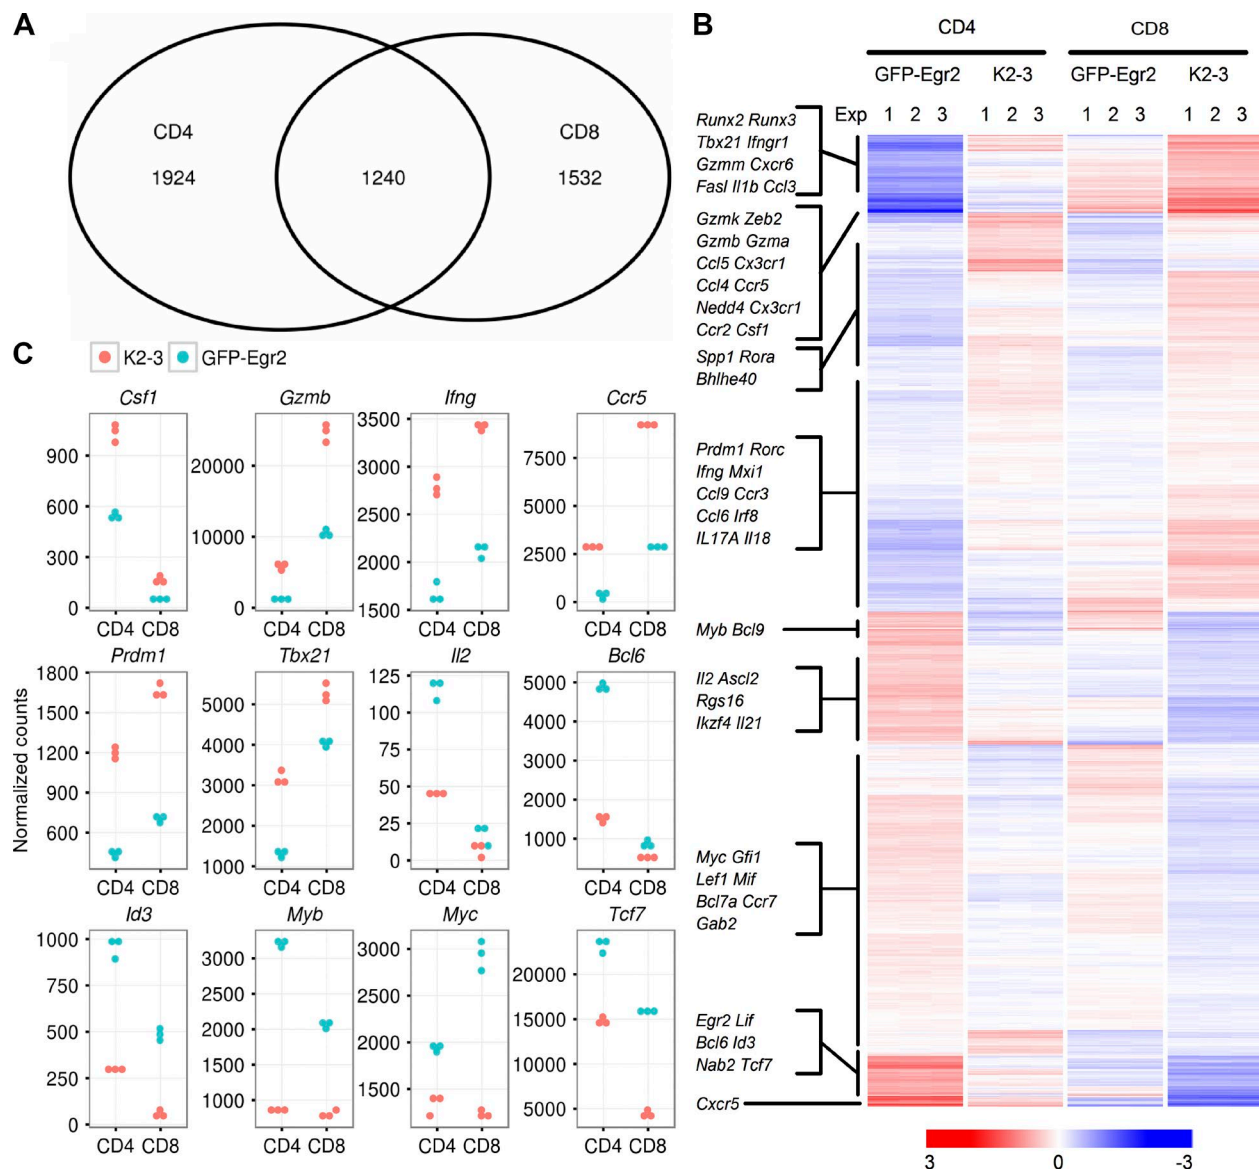 A
CD4
1924
1240
CD8
1532
B
CD4 CD8
GFP-Egr2 K2-3 GFP-Egr2 K2-3
Exp 1 2 3 1 2 3 1 2 3 1 2 3
Runx2 Runx3
Tbx21 Ifngr1
Gzmm Cxcr6
Fasl Il1b Ccl3
Gzmk Zeb2
Gzmb Gzma
Ccl5 Cx3cr1
Ccl4 Ccr5
Nedd4 Cx3cr1
Ccr2 Csf1
Spp1 Rora
Bhlhe40
Prdm1 Rorc
Ifng Mxi1
Ccl9 Ccr3
Ccl6 Irf8
IL17A Il18
Myb Bcl9
Il2 Ascl2
Rgs16
Ikzf4 Il21
Myc Gfi1
Lef1 Mif
Bcl7a Ccr7
Gab2
Egr2 Lif
Bcl6 Id3
Nab2 Tcf7
Cxcr5
3 0 -3
C
K2-3 GFP-Egr2
Normalized counts
Csf1
900
600
300
0
CD4 CD8
Gzmb
20000
10000
0
Ifng
3500
3000
2500
2000
1500
CD4 CD8
Ccr5
7500
5000
2500
0
CD4 CD8
Prdm1
1800
1500
1200
900
600
CD4 CD8
Tbx21
5000
4000
3000
2000
1000
CD4 CD8
Il2
125
100
75
50
25
0
CD4 CD8
Bcl6
5000
4000
3000
2000
1000
CD4 CD8
Id3
1000
750
500
250
0
CD4 CD8
Myb
3000
2500
2000
1500
1000
CD4 CD8
Myc
3000
2500
2000
1500
CD4 CD8
Tcf7
20000
15000
10000
5000
CD4 CD8